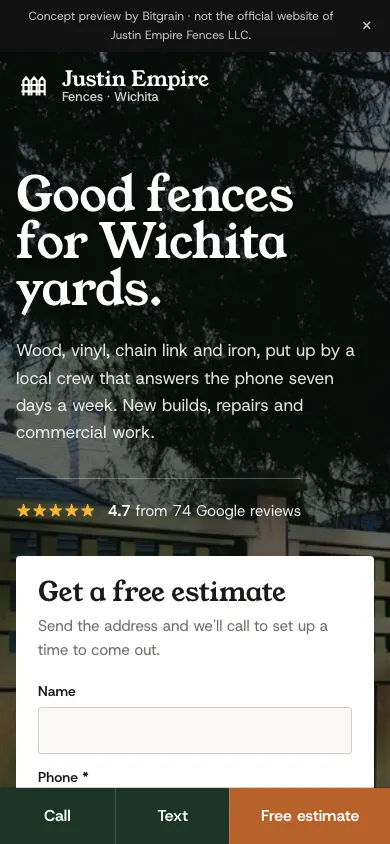 Concept preview by Bitgrain · not the official website of
Justin Empire Fences LLC.
×
Justin Empire
Fences · Wichita
Good fences
for Wichita
yards.
Wood, vinyl, chain link and iron, put up by a
local crew that answers the phone seven
days a week. New builds, repairs and
commercial work.
4.7 from 74 Google reviews
Get a free estimate
Send the address and we'll call to set up a
time to come out.
Name
Phone *
Call
Text
Free estimate